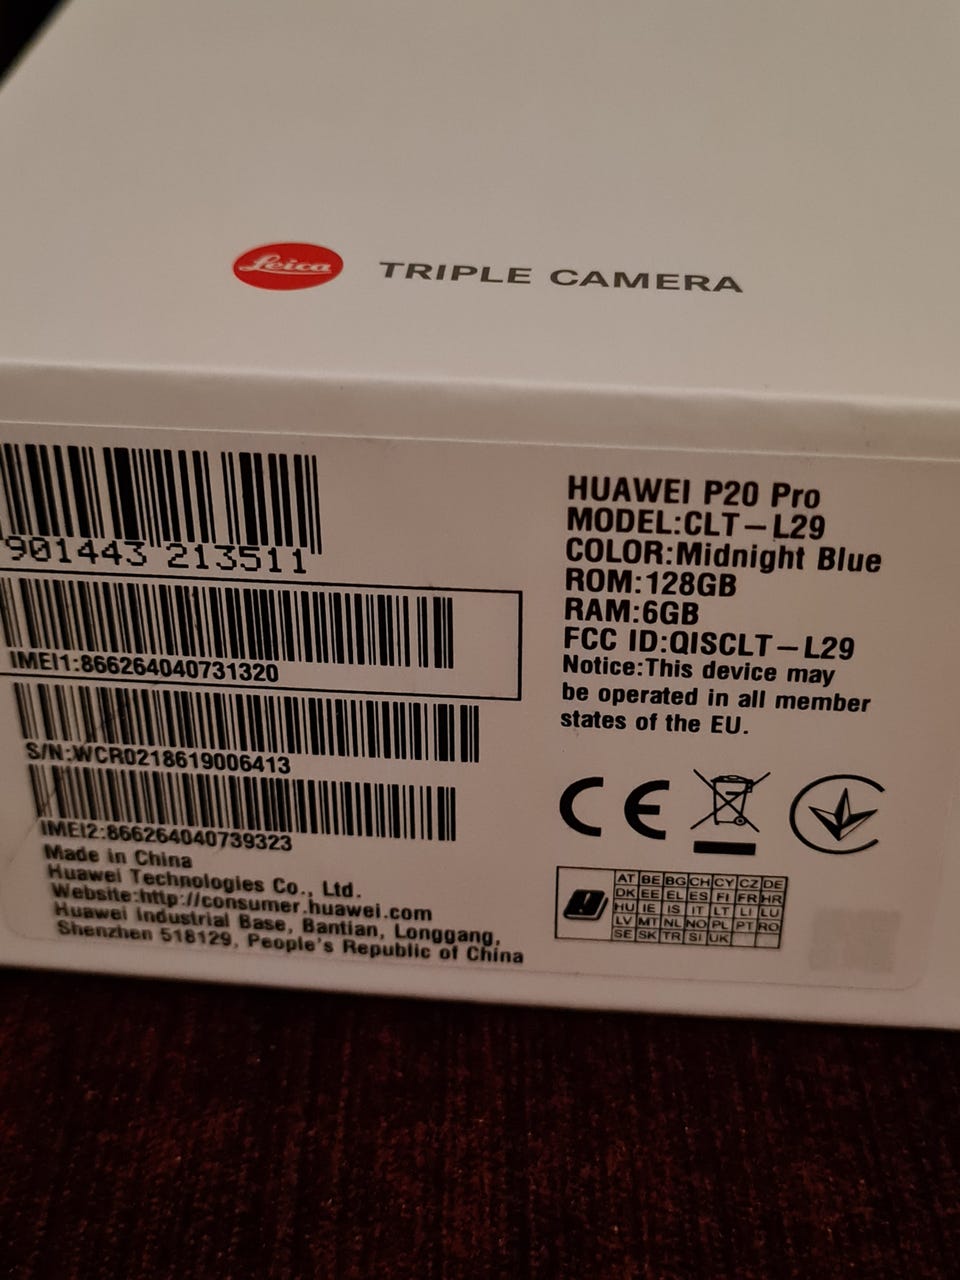 Leica TRIPLE CAMERA
901443 213511
IMEI1:866264040731320
S/N:WCR0218619006413
IMEI2:866264040739323
Made in China
Huawei Technologies Co., Ltd.
Website:http://consumer.huawei.com
Huawei Industrial Base, Bantian, Longgang,
Shenzhen 518129, People's Republic of China
HUAWEI P20 Pro
MODEL:CLT-L29
COLOR:Midnight Blue
ROM:128GB
RAM:6GB
FCC ID:QISCLT-L29
Notice:This device may
be operated in all member
states of the EU.
CE
AT BE BG CH CY CZ DE
DK EE EL ES FI FR HR
HU IE IS IT LT LI LU
LV MT NL NO PL PT RO
SE SK TR SI UK